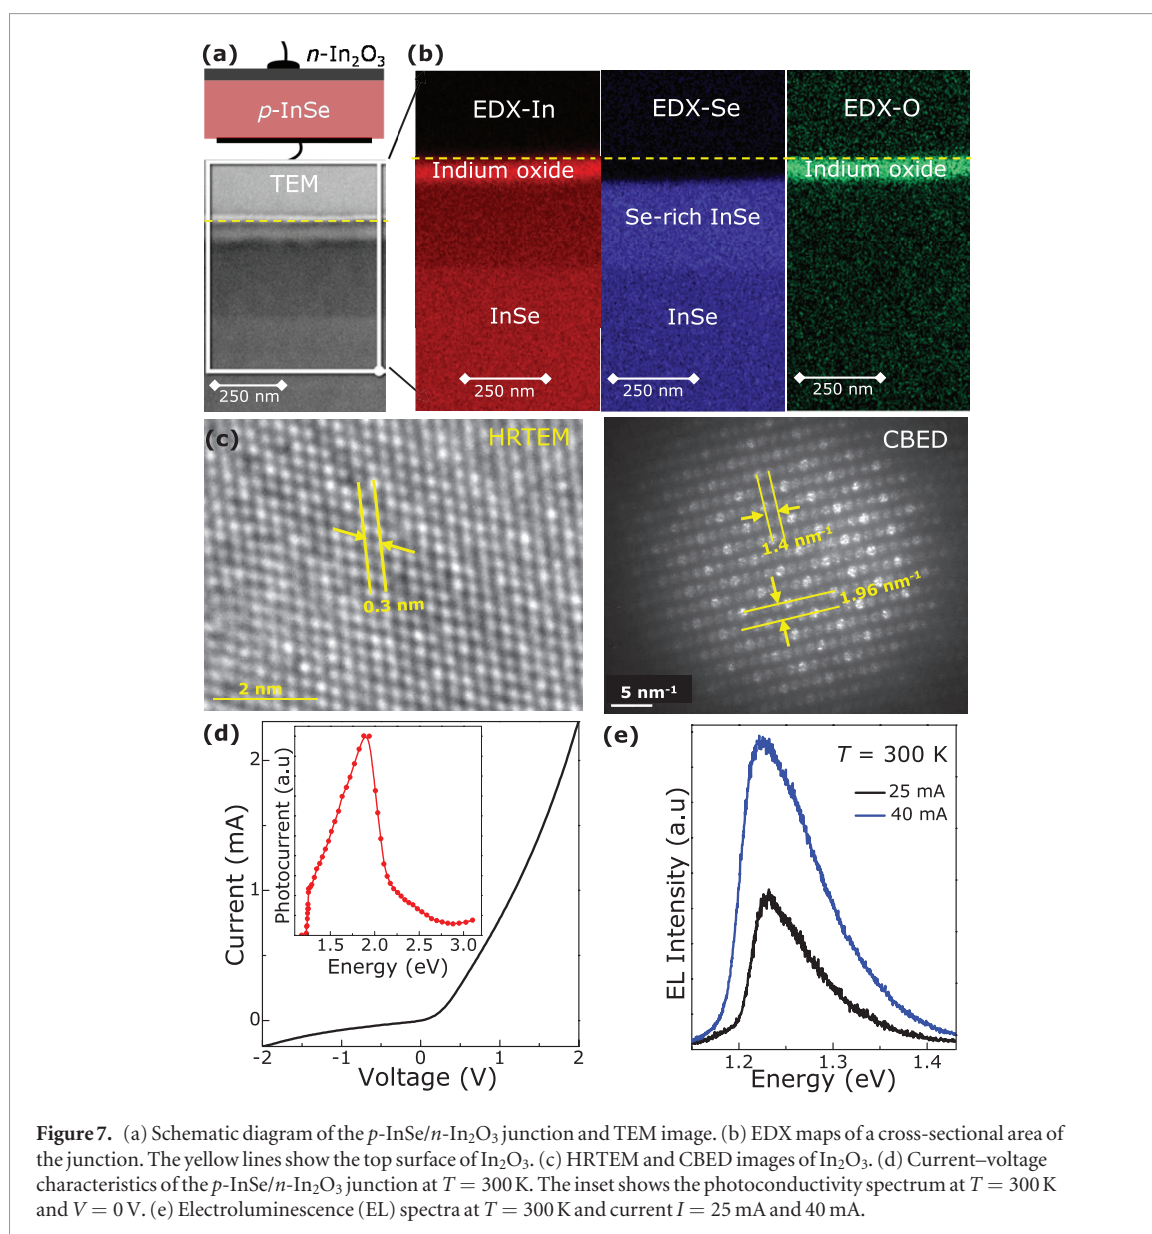 (a)
n-In₂O₃
p-InSe
TEM
250 nm
(b)
EDX-In
EDX-Se
EDX-O
Indium oxide
Indium oxide
Se-rich InSe
InSe
InSe
250 nm
250 nm
250 nm
(c)
HRTEM
0.3 nm
2 nm
CBED
1.4 nm⁻¹
1.96 nm⁻¹
5 nm⁻¹
(d)
Current (mA)
2
1
0
-2
-1
0
1
2
Voltage (V)
Photocurrent (a.u)
1.5
2.0
2.5
3.0
Energy (eV)
(e)
T = 300 K
25 mA
40 mA
EL Intensity (a.u)
1.2
1.3
1.4
Energy (eV)
Figure 7. (a) Schematic diagram of the p-InSe/n-In₂O₃ junction and TEM image. (b) EDX maps of a cross-sectional area of
the junction. The yellow lines show the top surface of In₂O₃. (c) HRTEM and CBED images of In₂O₃. (d) Current–voltage
characteristics of the p-InSe/n-In₂O₃ junction at T = 300 K. The inset shows the photoconductivity spectrum at T = 300 K
and V = 0 V. (e) Electroluminescence (EL) spectra at T = 300 K and current I = 25 mA and 40 mA.